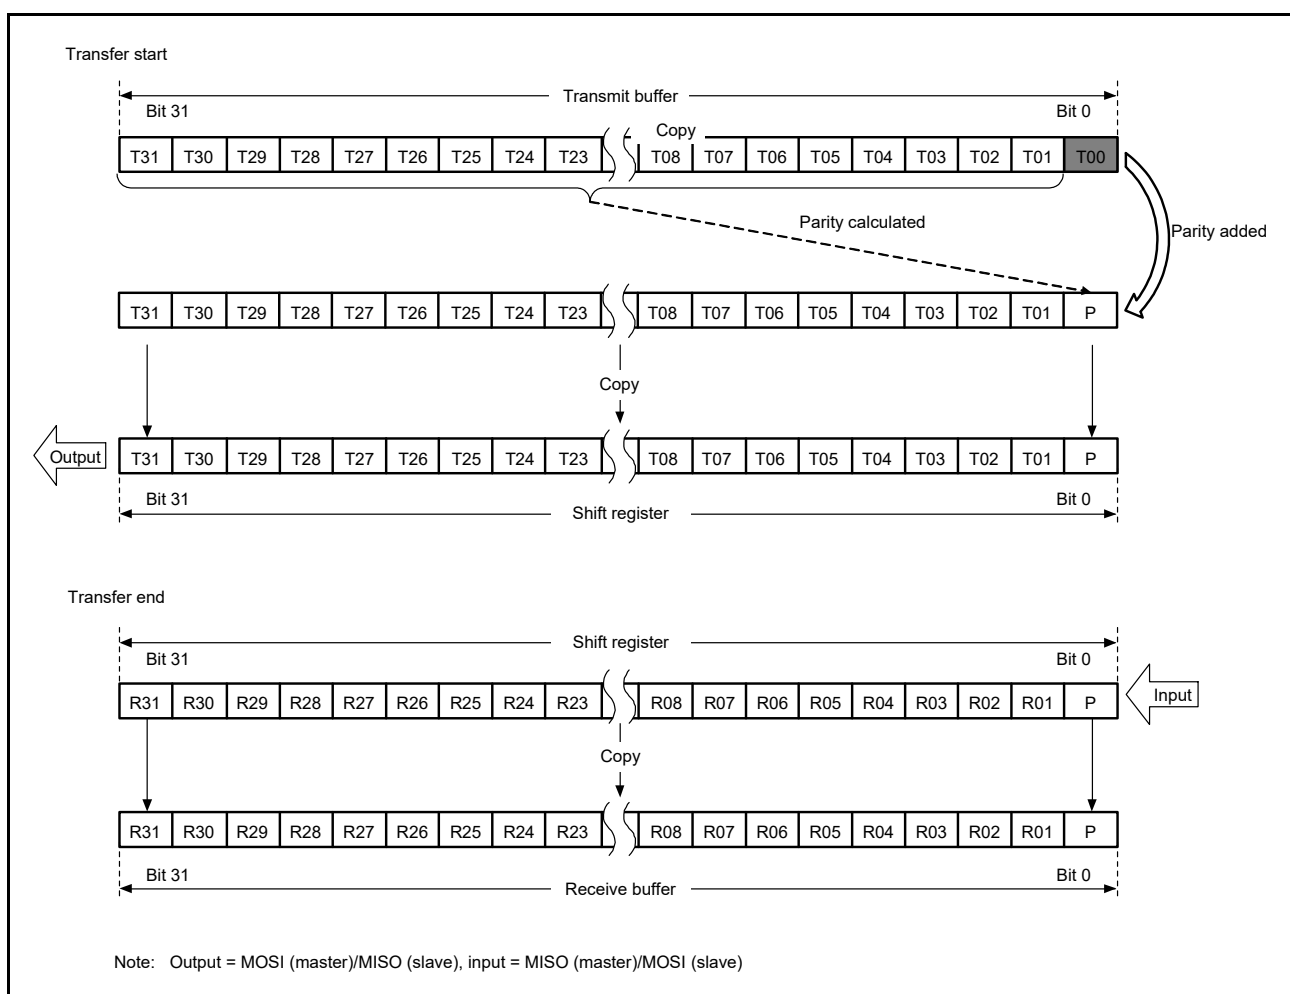 Transfer start
Transmit buffer
Bit 31 Bit 0
Copy
T31 T30 T29 T28 T27 T26 T25 T24 T23 T08 T07 T06 T05 T04 T03 T02 T01 T00
Parity calculated
Parity added
T31 T30 T29 T28 T27 T26 T25 T24 T23 T08 T07 T06 T05 T04 T03 T02 T01 P
Copy
Output
T31 T30 T29 T28 T27 T26 T25 T24 T23 T08 T07 T06 T05 T04 T03 T02 T01 P
Bit 31 Bit 0
Shift register
Transfer end
Shift register
Bit 31 Bit 0
R31 R30 R29 R28 R27 R26 R25 R24 R23 R08 R07 R06 R05 R04 R03 R02 R01 P
Input
Copy
R31 R30 R29 R28 R27 R26 R25 R24 R23 R08 R07 R06 R05 R04 R03 R02 R01 P
Bit 31 Bit 0
Receive buffer
Note: Output = MOSI (master)/MISO (slave), input = MISO (master)/MOSI (slave)